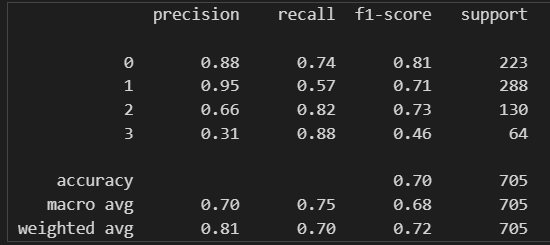 precision recall f1-score support
0 0.88 0.74 0.81 223
1 0.95 0.57 0.71 288
2 0.66 0.82 0.73 130
3 0.31 0.88 0.46 64
accuracy 0.70 705
macro avg 0.70 0.75 0.68 705
weighted avg 0.81 0.70 0.72 705